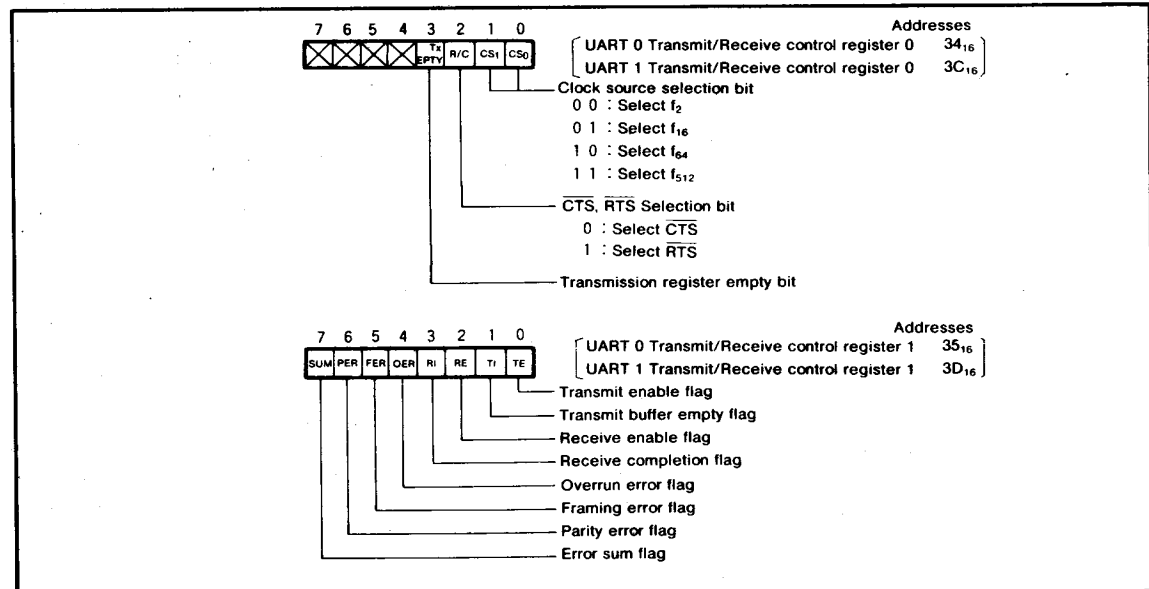 Addresses
7 6 5 4 3 2 1 0
Tx EPTY R/C CS₁ CS₀
UART 0 Transmit/Receive control register 0 34₁₆
UART 1 Transmit/Receive control register 0 3C₁₆
Clock source selection bit
0 0 : Select f₂
0 1 : Select f₁₆
1 0 : Select f₆₄
1 1 : Select f₅₁₂
C̅T̅S̅, R̅T̅S̅ Selection bit
0 : Select C̅T̅S̅
1 : Select R̅T̅S̅
Transmission register empty bit
Addresses
7 6 5 4 3 2 1 0
SUM PER FER OER RI RE TI TE
UART 0 Transmit/Receive control register 1 35₁₆
UART 1 Transmit/Receive control register 1 3D₁₆
Transmit enable flag
Transmit buffer empty flag
Receive enable flag
Receive completion flag
Overrun error flag
Framing error flag
Parity error flag
Error sum flag